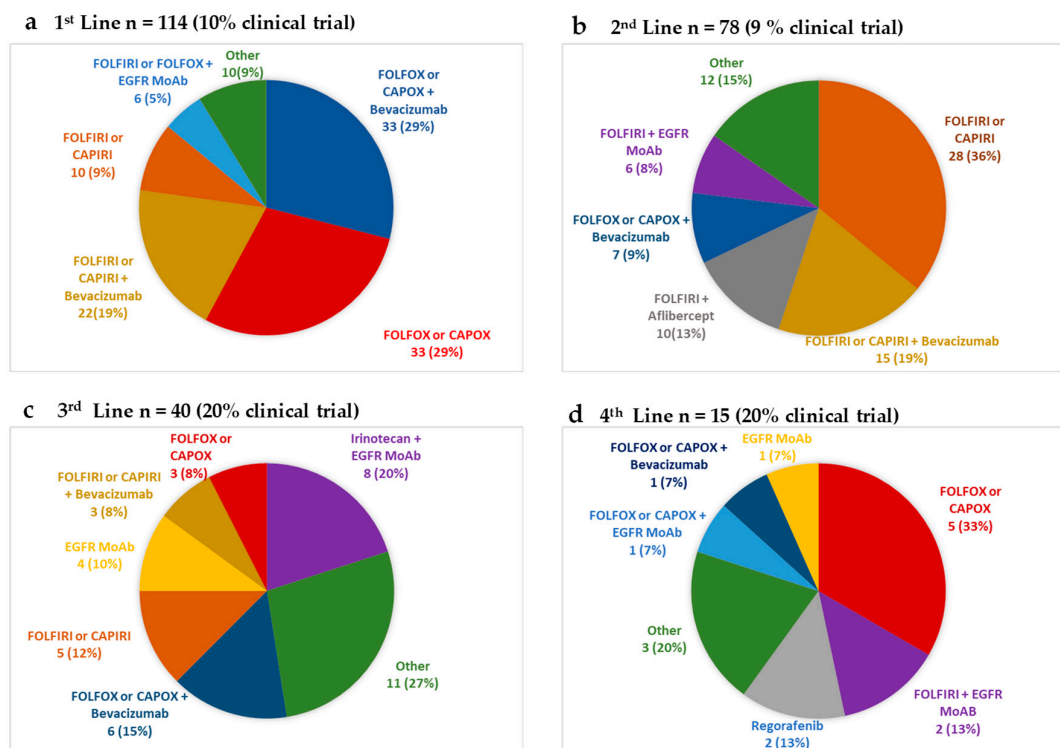 a 1st Line n = 114 (10% clinical trial)
Other
10(9%)
FOLFIRI or FOLFOX +
EGFR MoAb
6 (5%)
FOLFOX or
CAPOX +
Bevacizumab
33 (29%)
FOLFIRI or
CAPIRI
10 (9%)
FOLFIRI or
CAPIRI +
Bevacizumab
22(19%)
FOLFOX or CAPOX
33 (29%)
b 2nd Line n = 78 (9 % clinical trial)
Other
12 (15%)
FOLFIRI or
CAPIRI
28 (36%)
FOLFIRI + EGFR
MoAb
6 (8%)
FOLFOX or CAPOX +
Bevacizumab
7 (9%)
FOLFIRI +
Aflibercept
10(13%)
FOLFIRI or CAPIRI + Bevacizumab
15 (19%)
c 3rd Line n = 40 (20% clinical trial)
FOLFOX or
CAPOX
3 (8%)
Irinotecan +
EGFR MoAb
8 (20%)
FOLFIRI or CAPIRI
+ Bevacizumab
3 (8%)
EGFR MoAb
4 (10%)
FOLFIRI or CAPIRI
5 (12%)
Other
11 (27%)
FOLFOX or CAPOX +
Bevacizumab
6 (15%)
d 4th Line n = 15 (20% clinical trial)
EGFR MoAb
1 (7%)
FOLFOX or CAPOX +
Bevacizumab
1 (7%)
FOLFOX or
CAPOX
5 (33%)
FOLFOX or CAPOX +
EGFR MoAb
1 (7%)
Other
3 (20%)
FOLFIRI + EGFR
MoAB
2 (13%)
Regorafenib
2 (13%)